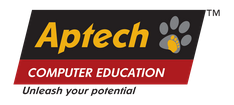 Aptech
TM
COMPUTER EDUCATION
Unleash your potential